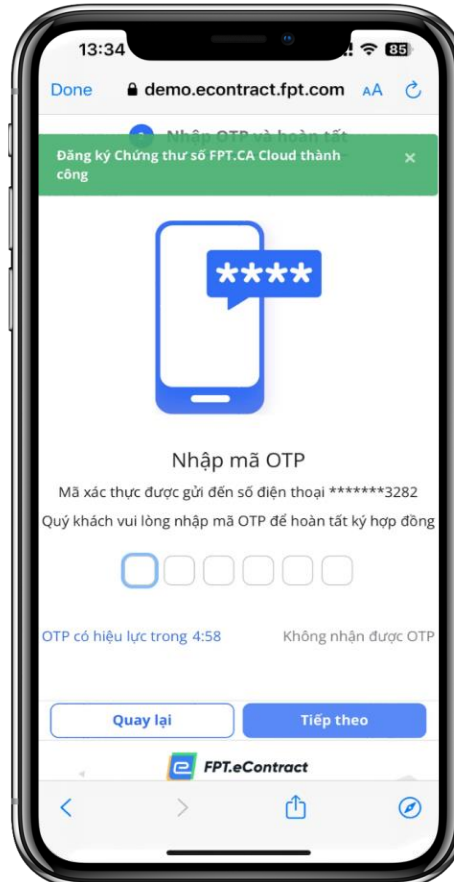 13:34
85
Done demo.econtract.fpt.com AA
Nhập OTP và hoàn tất
Đăng ký Chứng thư số FPT.CA Cloud thành
công
****
Nhập mã OTP
Mã xác thực được gửi đến số điện thoại *******3282
Quý khách vui lòng nhập mã OTP để hoàn tất ký hợp đồng
OTP có hiệu lực trong 4:58 Không nhận được OTP
Quay lại Tiếp theo
FPT.eContract